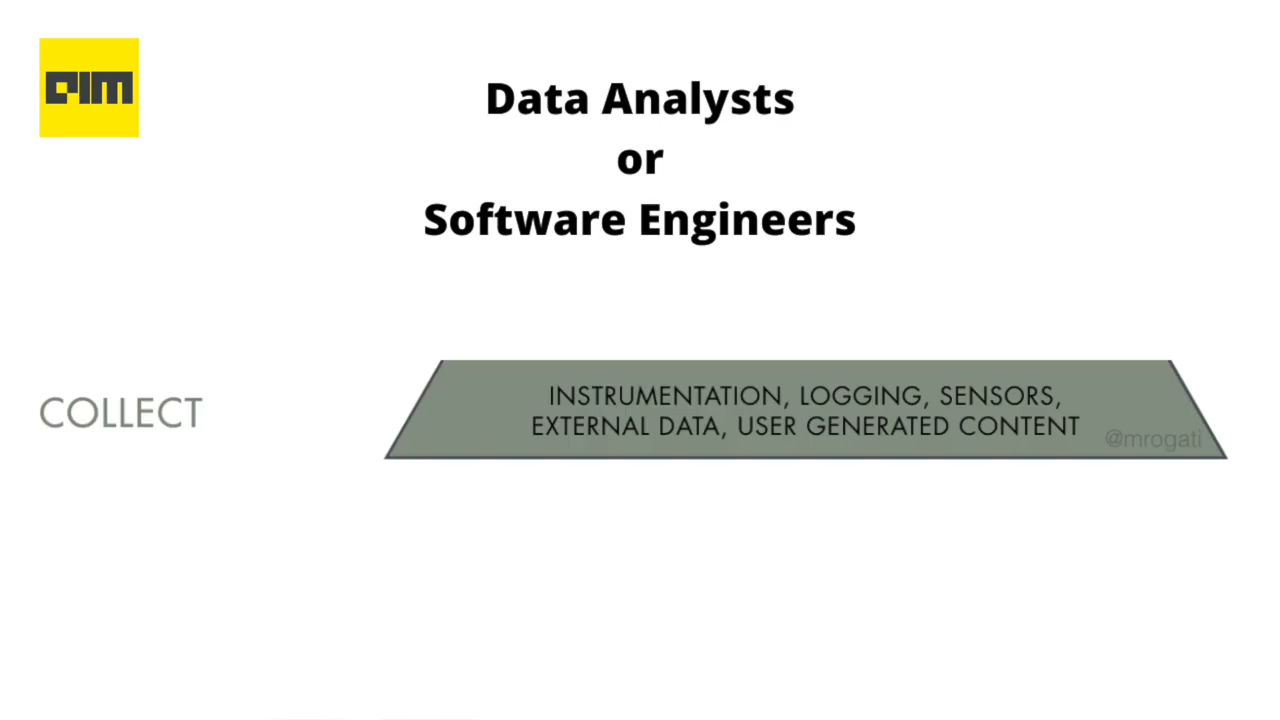 AIM
Data Analysts
or
Software Engineers
COLLECT
INSTRUMENTATION, LOGGING, SENSORS,
EXTERNAL DATA, USER GENERATED CONTENT
@mrogati